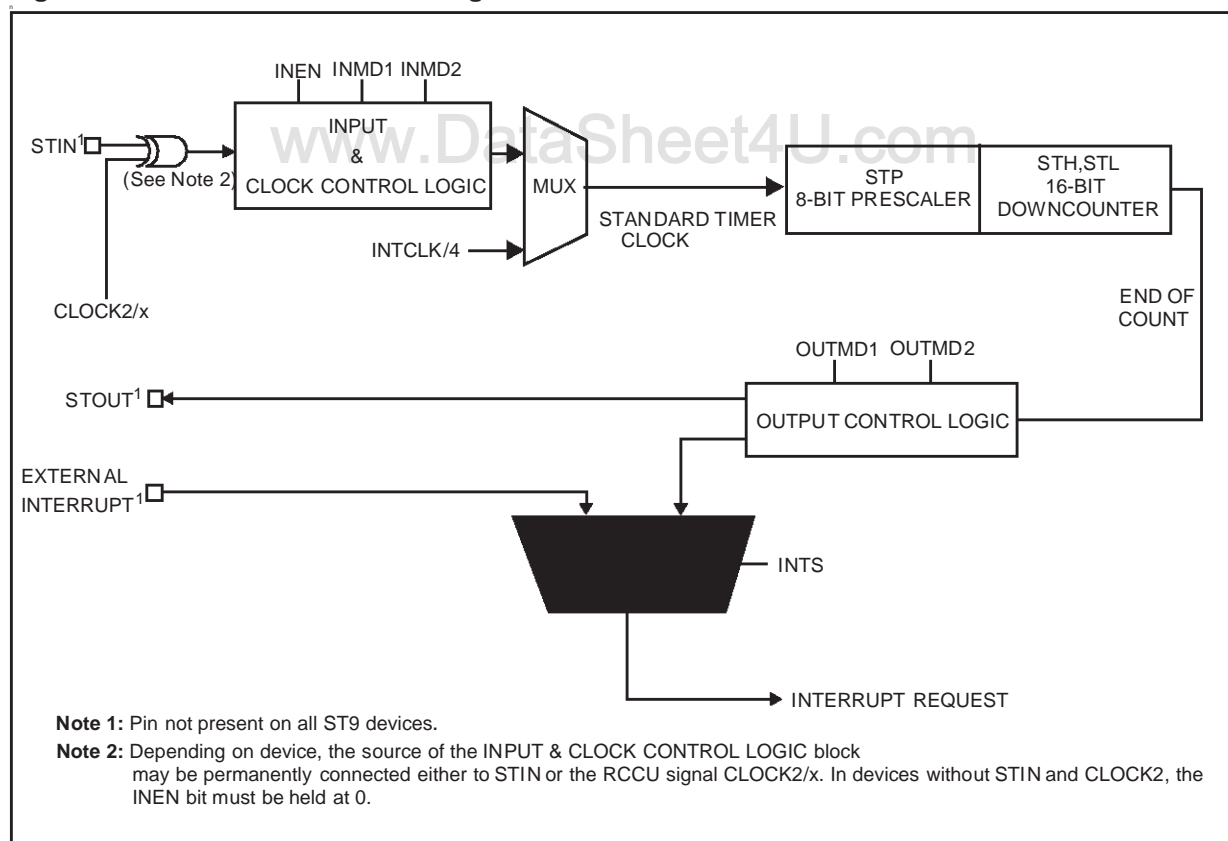 INEN INMD1 INMD2
www.DataSheet4U.com
STIN1
INPUT
&
CLOCK CONTROL LOGIC
(See Note 2)
MUX
STP
8-BIT PRESCALER
STH,STL
16-BIT
DOWNCOUNTER
STANDARD TIMER
CLOCK
INTCLK/4
CLOCK2/x
END OF
COUNT
OUTMD1 OUTMD2
STOUT1
OUTPUT CONTROL LOGIC
EXTERNAL
INTERRUPT1
INTS
INTERRUPT REQUEST
Note 1: Pin not present on all ST9 devices.
Note 2: Depending on device, the source of the INPUT & CLOCK CONTROL LOGIC block
may be permanently connected either to STIN or the RCCU signal CLOCK2/x. In devices without STIN and CLOCK2, the
INEN bit must be held at 0.